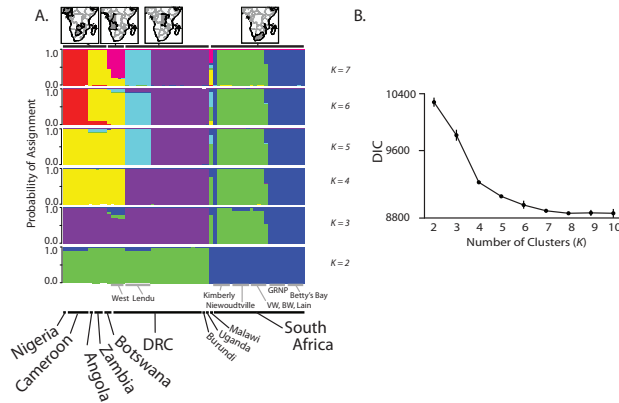 A.
B.
Probability of Assignment
1.0
0.0
K = 7
1.0
0.0
K = 6
1.0
0.0
K = 5
1.0
0.0
K = 4
1.0
0.0
K = 3
1.0
0.0
K = 2
West Lendu
Kimberly
Niewoudtville
GRNP
VW, BW, Lain
Betty's Bay
Nigeria
Cameroon
Angola
Zambia
Botswana
DRC
Burundi
Uganda
Malawi
South
Africa
DIC
10400
9600
8800
2 3 4 5 6 7 8 9 10
Number of Clusters (K)